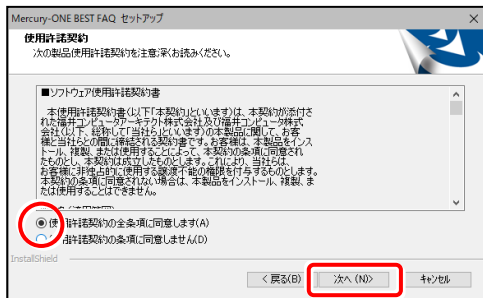 Mercury-ONE BEST FAQ セットアップ
使用許諾契約
次の製品使用許諾契約を注意深くお読みください。
■ソフトウェア使用許諾契約書
本使用許諾契約書(以下「本契約」といいます)は、本契約が添付さ
れた福井コンピュータアーキテクト株式会社及び福井コンピュータ株式
会社(以下、総称して「当社ら」といいます)の本製品に関して、お客
様と当社らとの間に締結される契約書です。お客様は、本製品をインス
トール、複製、または使用することによって、本契約の条項に同意され
たものとし、本契約は成立したものとします。これにより、当社らは、
お客様に非独占的に使用する譲渡不能の権限を付与するものとします。
本契約の条項に同意されない場合は、本製品をインストール、複製、ま
たは使用することはできません。
使用許諾契約の全条項に同意します(A)
使用許諾契約の条項に同意しません(D)
InstallShield
< 戻る(B)
次へ (N)>
キャンセル